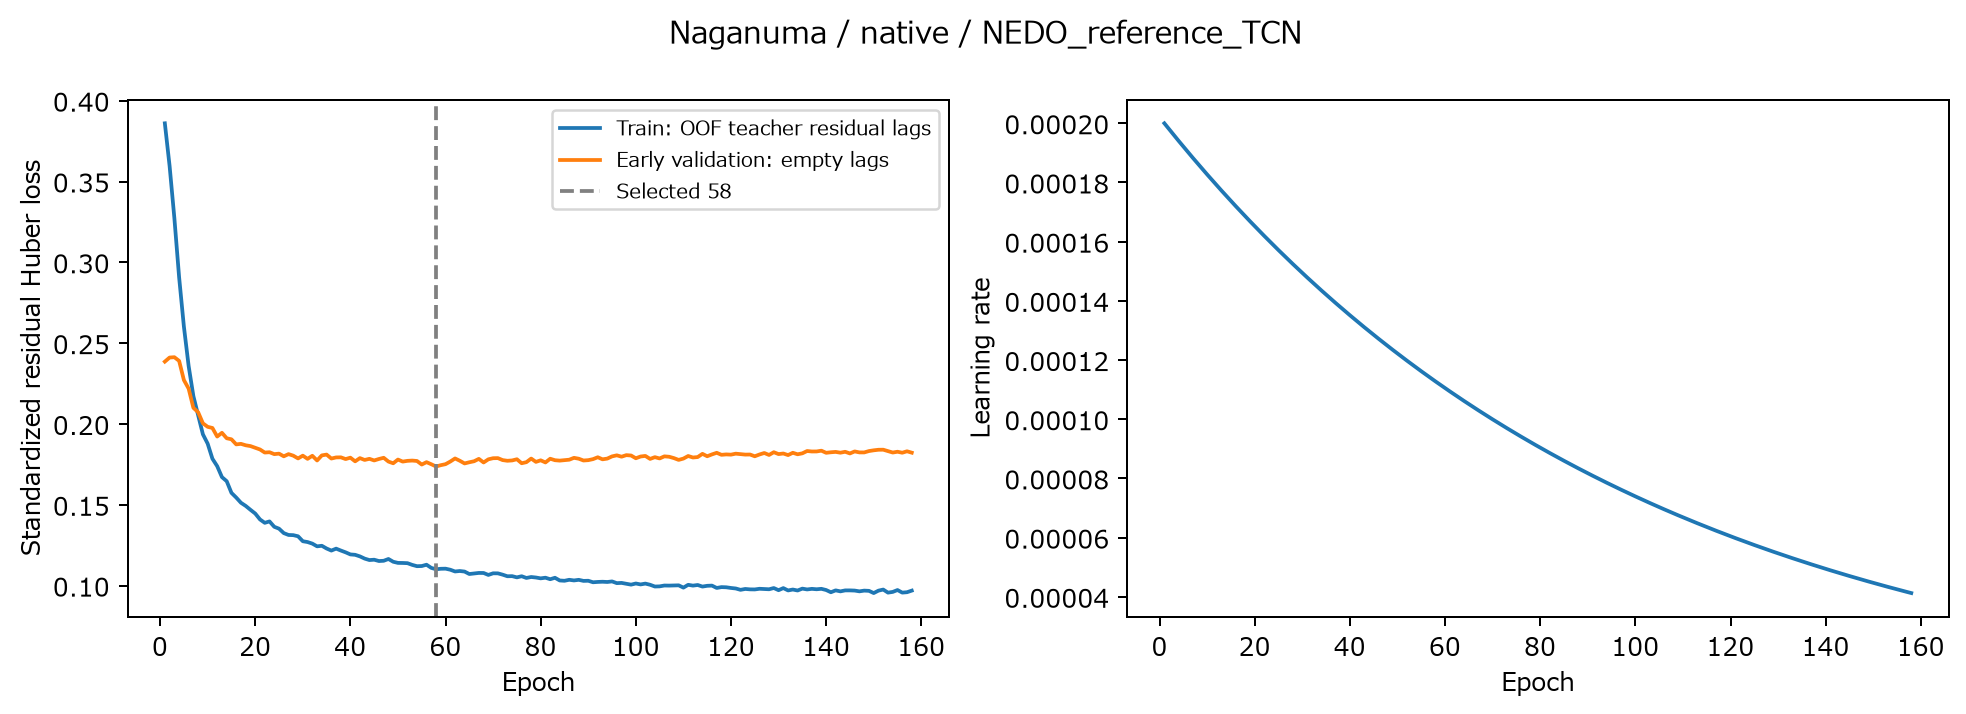 Naganuma / native / NEDO_reference_TCN
Standardized residual Huber loss
0.40
0.35
0.30
0.25
0.20
0.15
0.10
Train: OOF teacher residual lags
Early validation: empty lags
Selected 58
0 20 40 60 80 100 120 140 160
Epoch
Learning rate
0.00020
0.00018
0.00016
0.00014
0.00012
0.00010
0.00008
0.00006
0.00004
0 20 40 60 80 100 120 140 160
Epoch